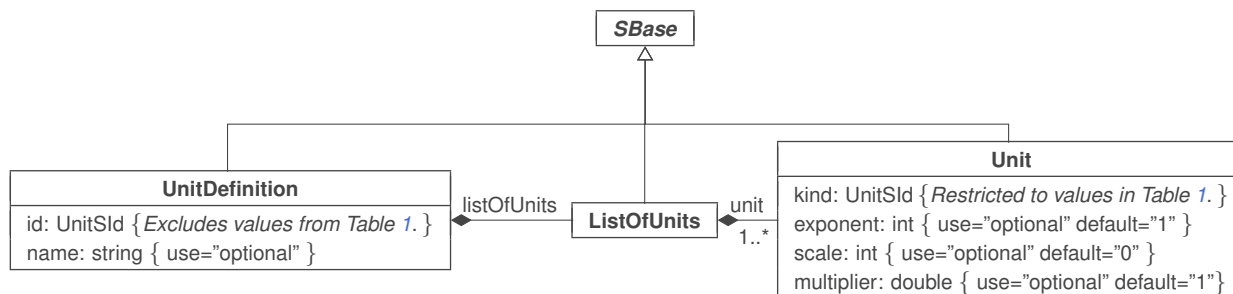 SBase
UnitDefinition
id: UnitSId { Excludes values from Table 1. }
name: string { use=”optional” }
listOfUnits
ListOfUnits
unit
1..*
Unit
kind: UnitSId { Restricted to values in Table 1. }
exponent: int { use=”optional” default=”1” }
scale: int { use=”optional” default=”0” }
multiplier: double { use=”optional” default=”1”}